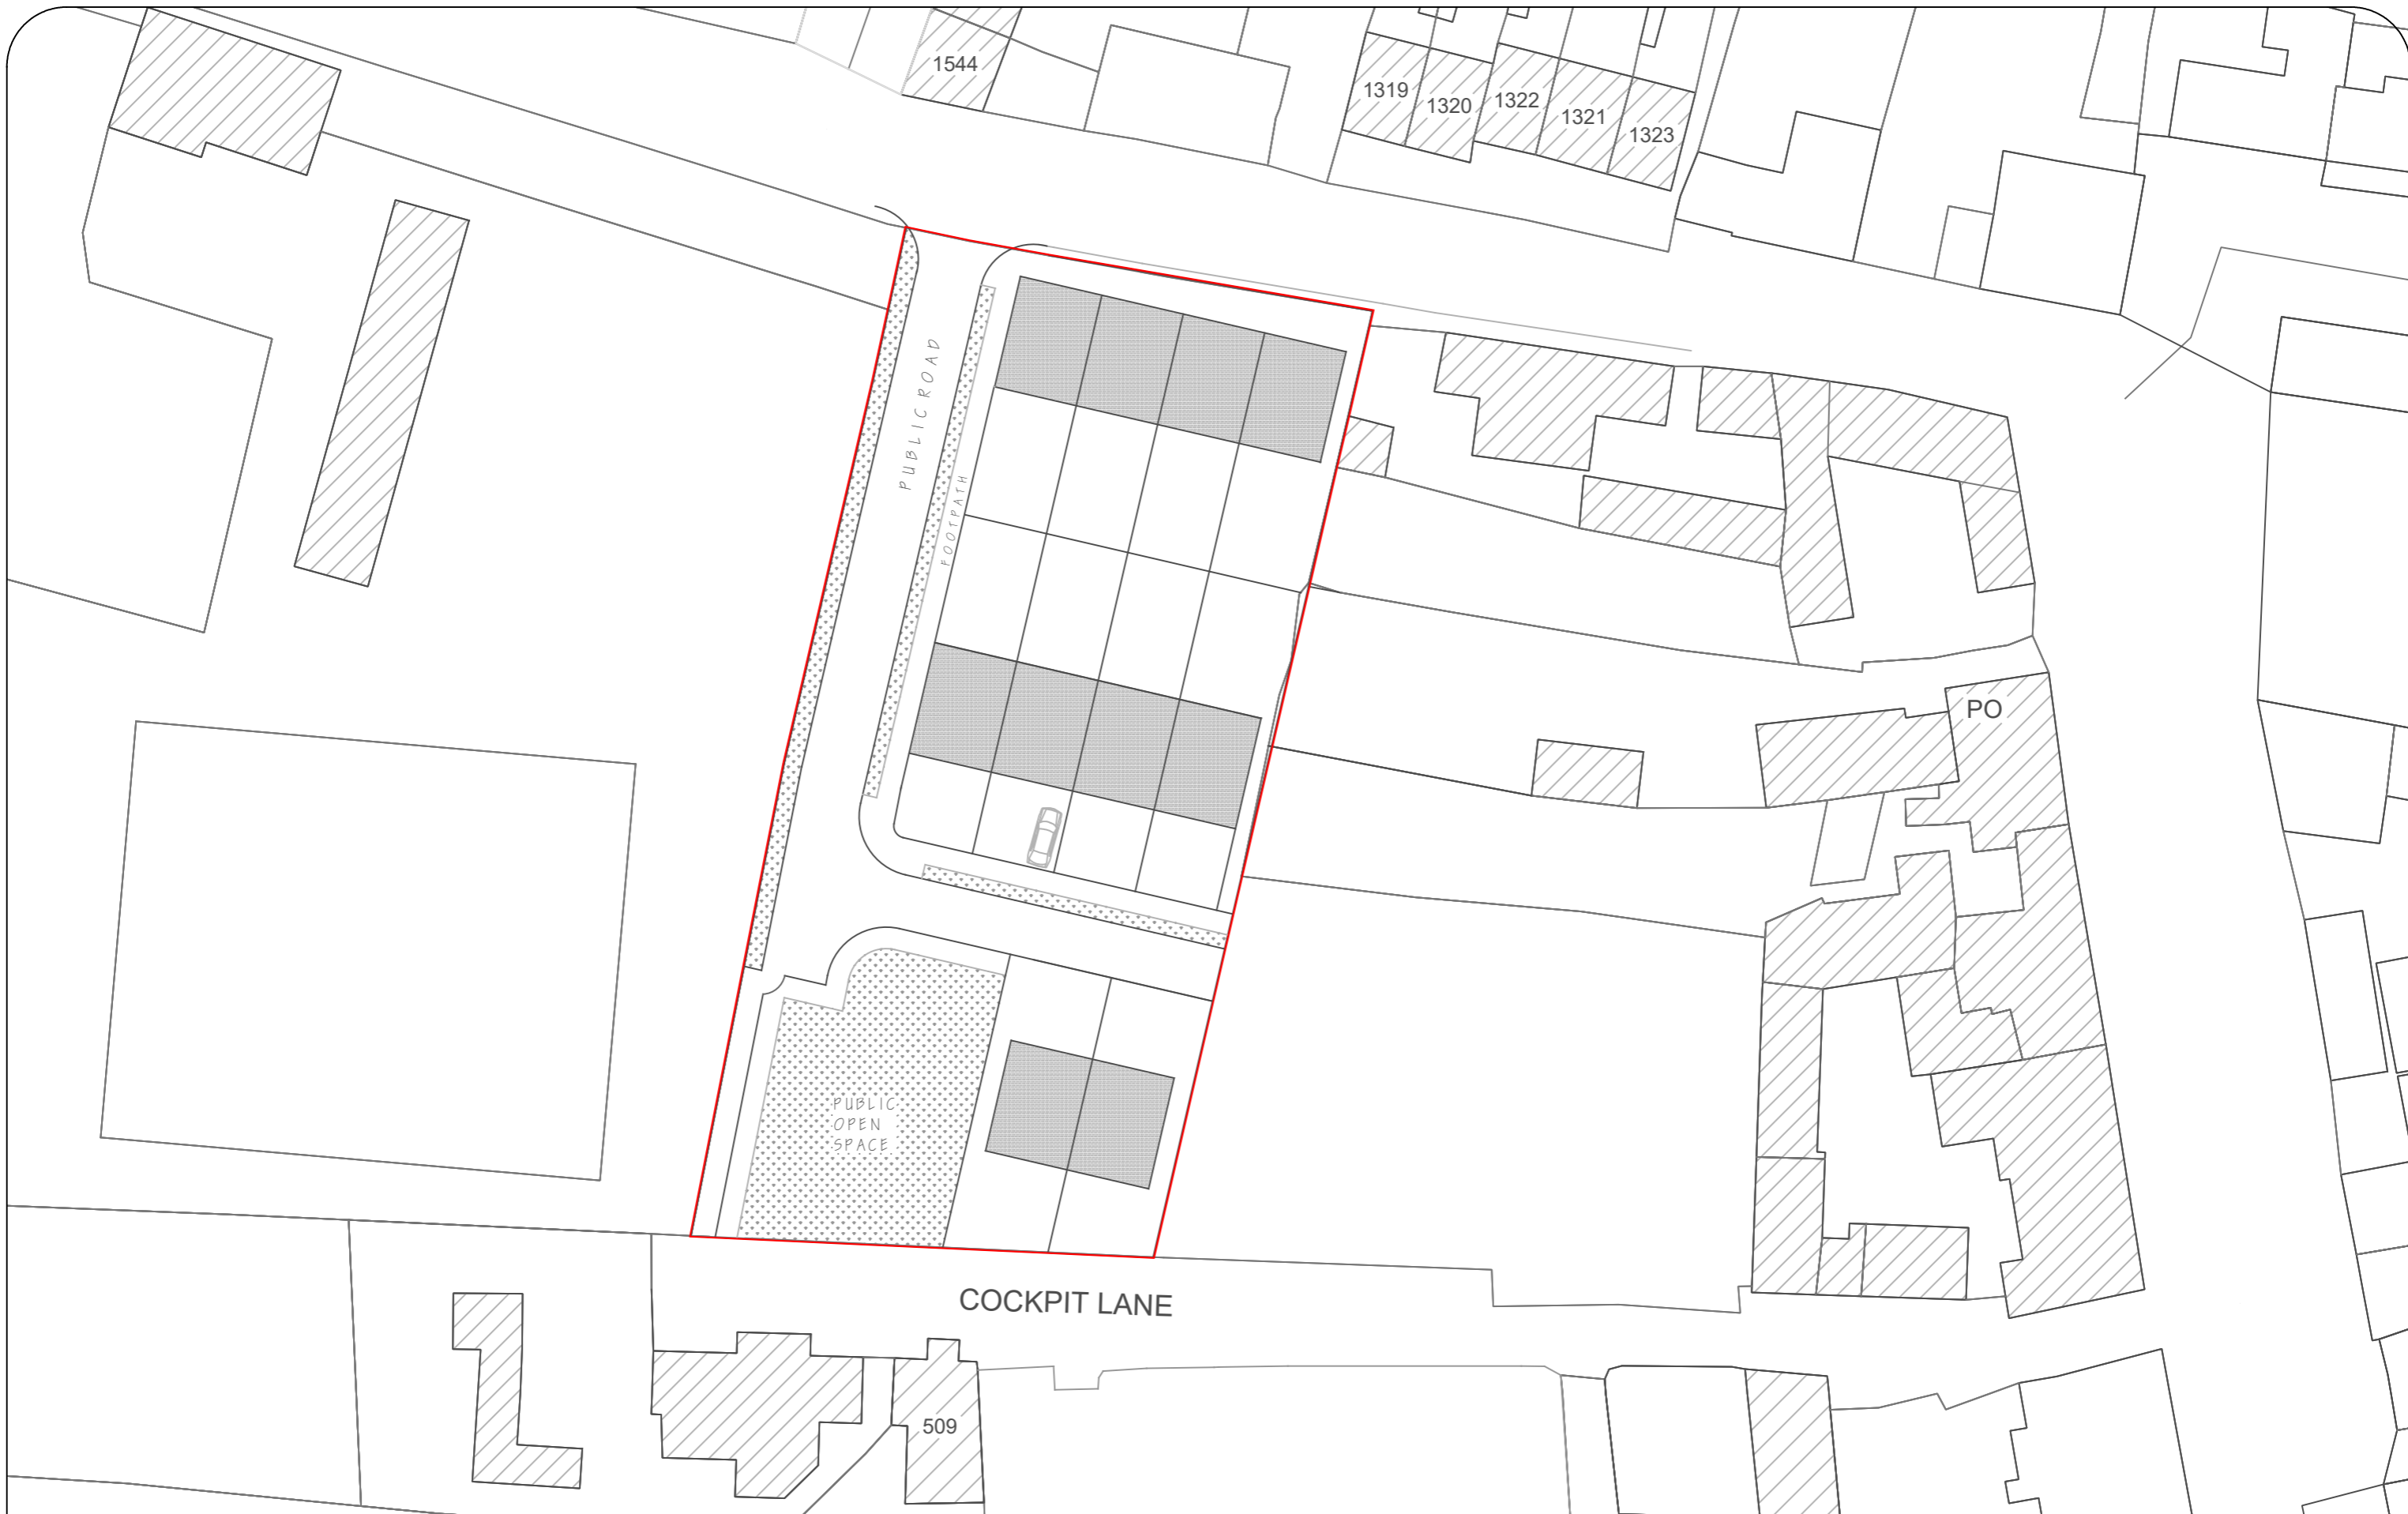 1544
1319
1320
1322
1321
1323
PUBLIC ROAD
FOOTPATH
PO
PUBLIC
OPEN
SPACE
COCKPIT LANE
509